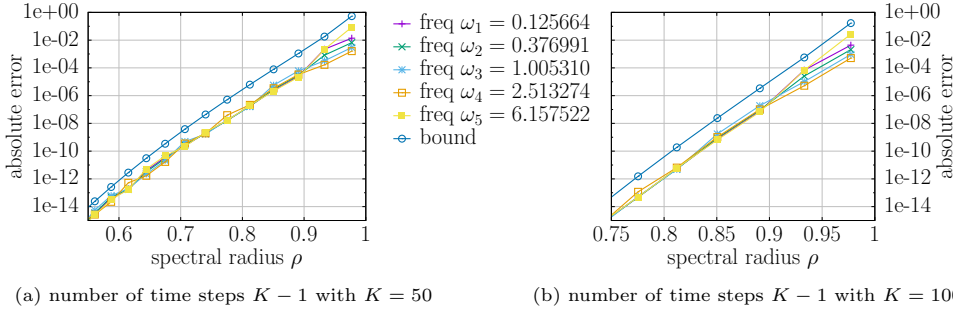 1e+00
1e-02
1e-04
1e-06
1e-08
1e-10
1e-12
1e-14
absolute error
0.6
0.7
0.8
0.9
1
spectral radius ρ
freq ω₁ = 0.125664
freq ω₂ = 0.376991
freq ω₃ = 1.005310
freq ω₄ = 2.513274
freq ω₅ = 6.157522
bound
0.75
0.8
0.85
0.9
0.95
1
spectral radius ρ
1e+00
1e-02
1e-04
1e-06
1e-08
1e-10
1e-12
1e-14
absolute error
(a) number of time steps K − 1 with K = 50
(b) number of time steps K − 1 with K = 100